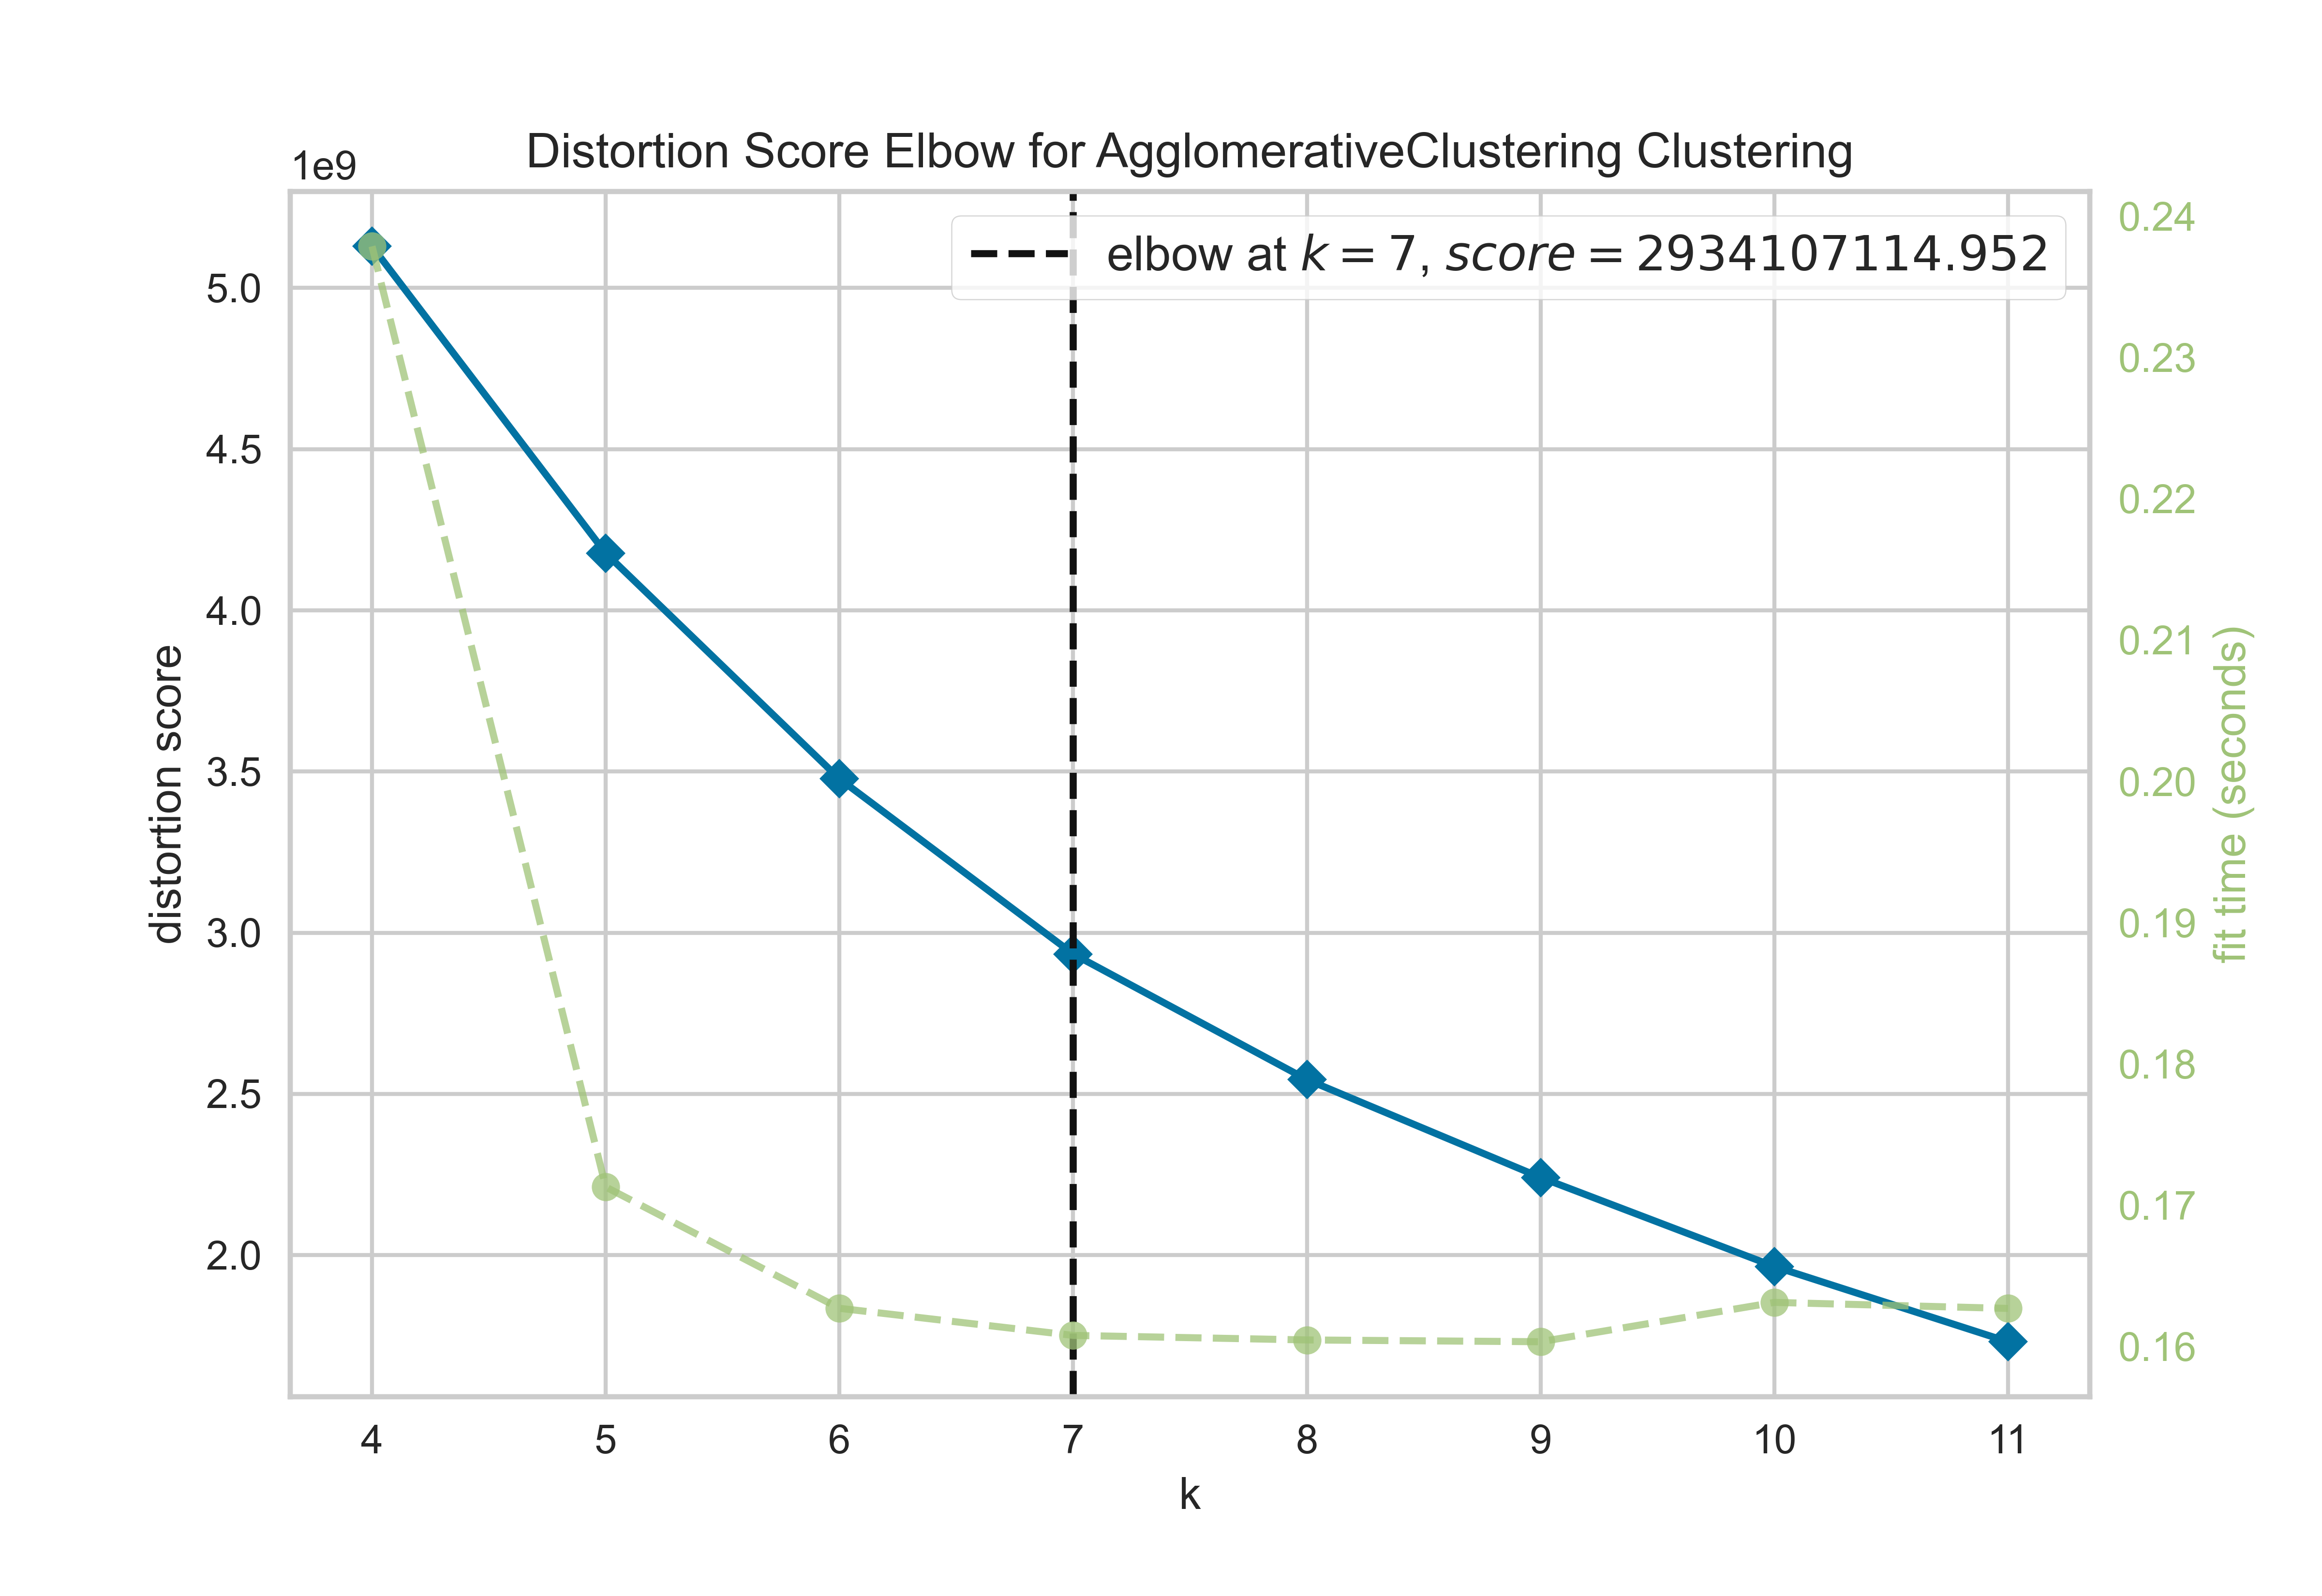 Distortion Score Elbow for AgglomerativeClustering Clustering
1e9
elbow at k = 7, score = 2934107114.952
5.0
4.5
4.0
3.5
3.0
2.5
2.0
distortion score
0.24
0.23
0.22
0.21
0.20
0.19
0.18
0.17
0.16
fit time (seconds)
4 5 6 7 8 9 10 11
k